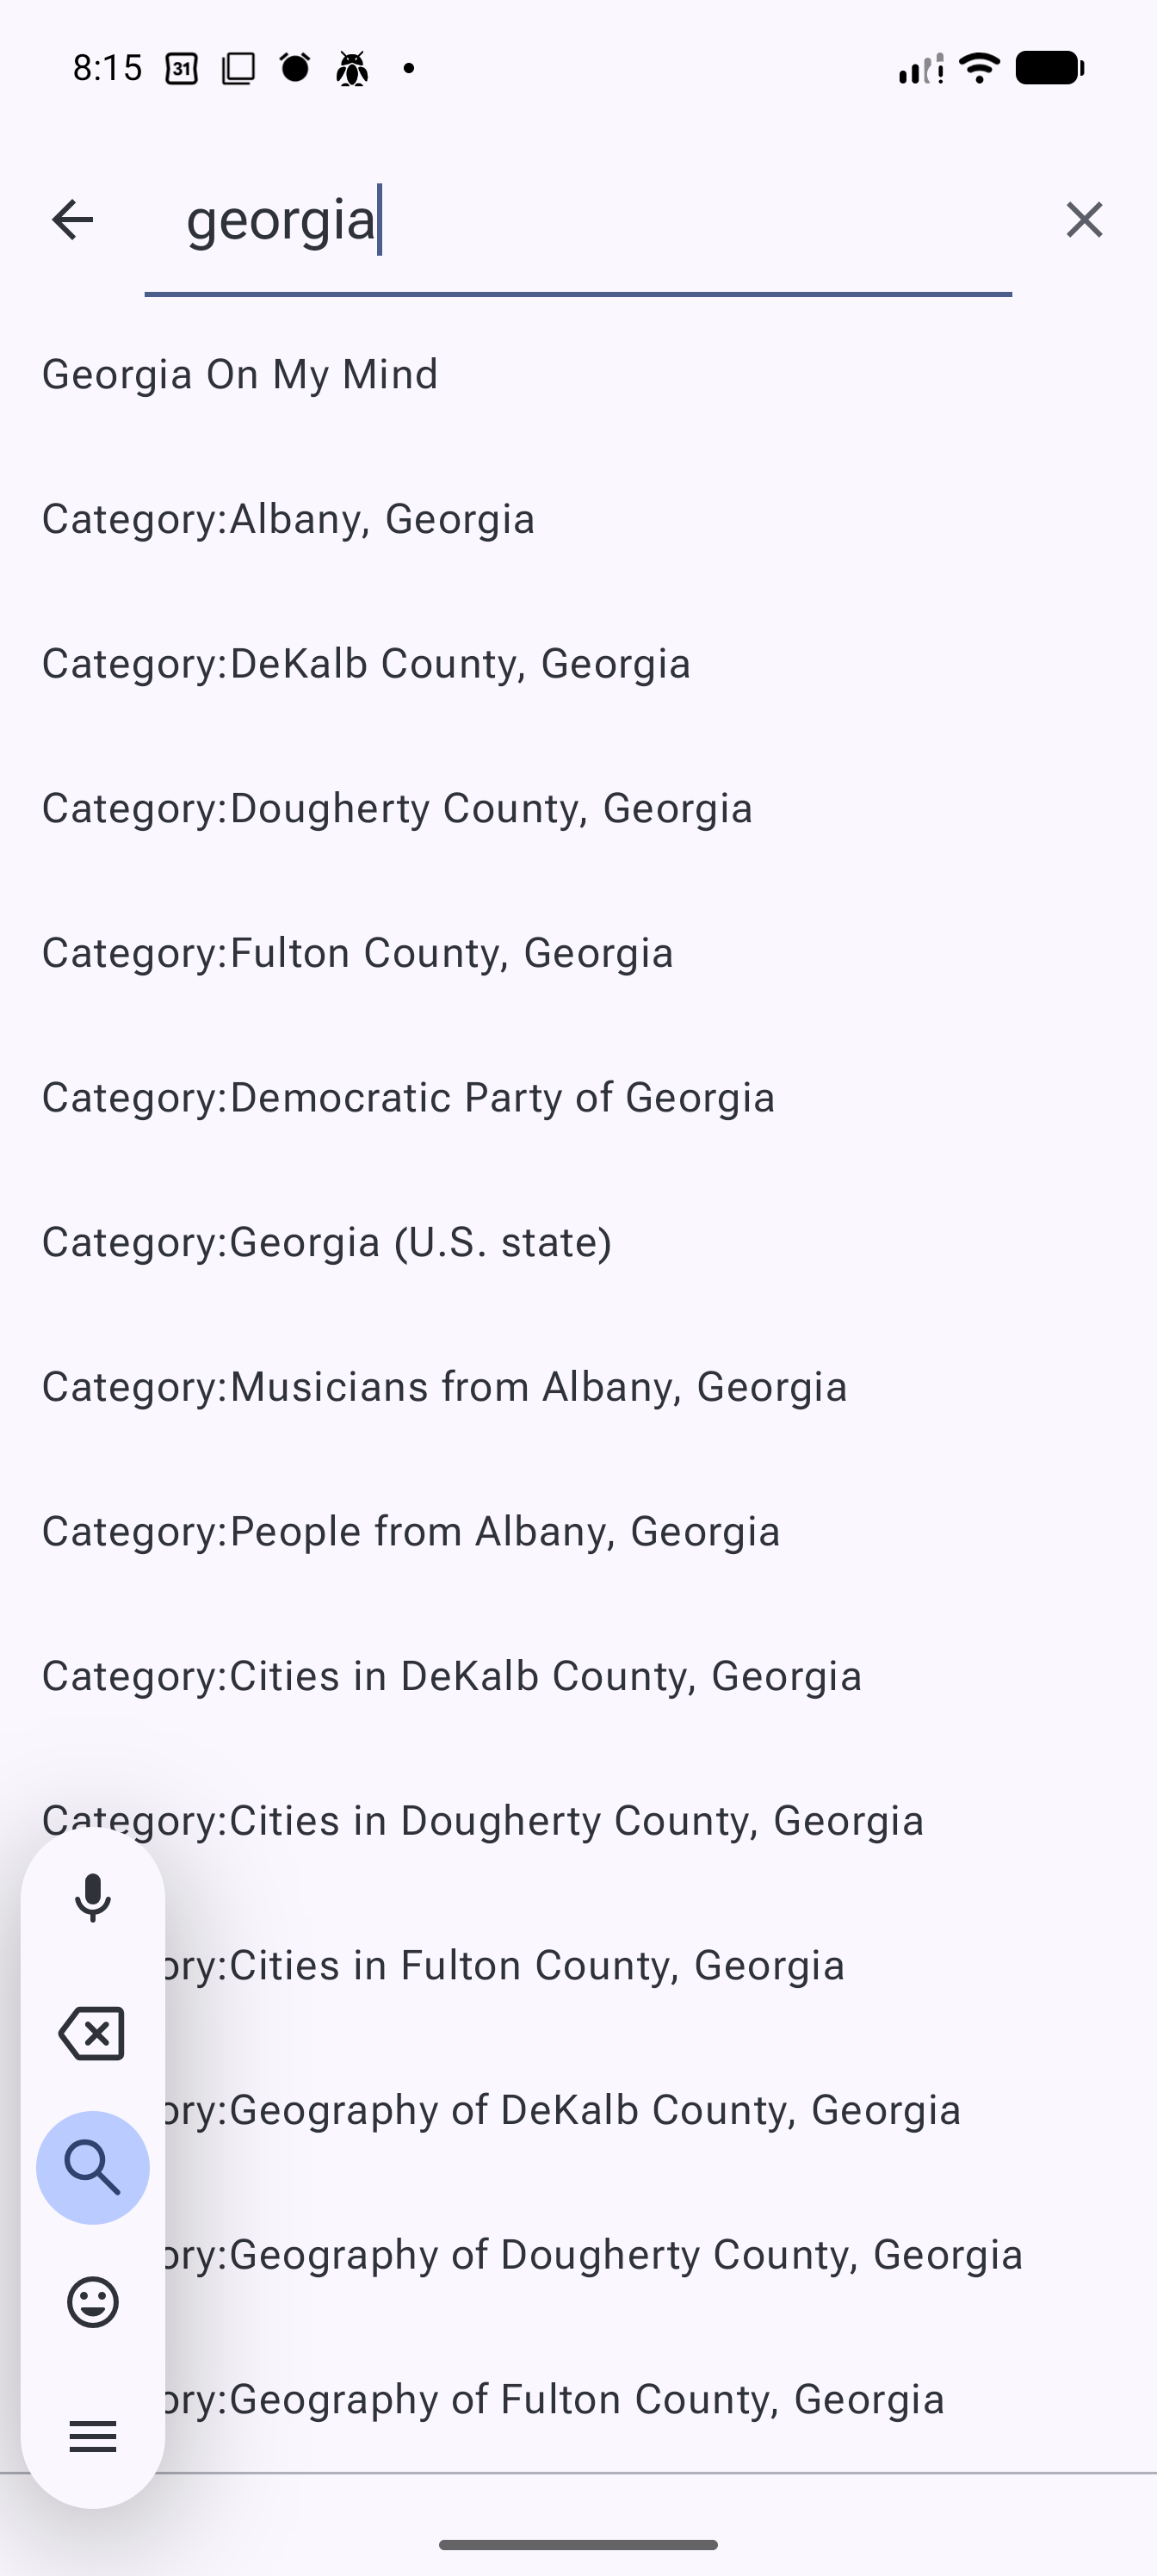 8:15
31
georgia
Georgia On My Mind
Category:Albany, Georgia
Category:DeKalb County, Georgia
Category:Dougherty County, Georgia
Category:Fulton County, Georgia
Category:Democratic Party of Georgia
Category:Georgia (U.S. state)
Category:Musicians from Albany, Georgia
Category:People from Albany, Georgia
Category:Cities in DeKalb County, Georgia
Category:Cities in Dougherty County, Georgia
ory:Cities in Fulton County, Georgia
ory:Geography of DeKalb County, Georgia
ory:Geography of Dougherty County, Georgia
ory:Geography of Fulton County, Georgia